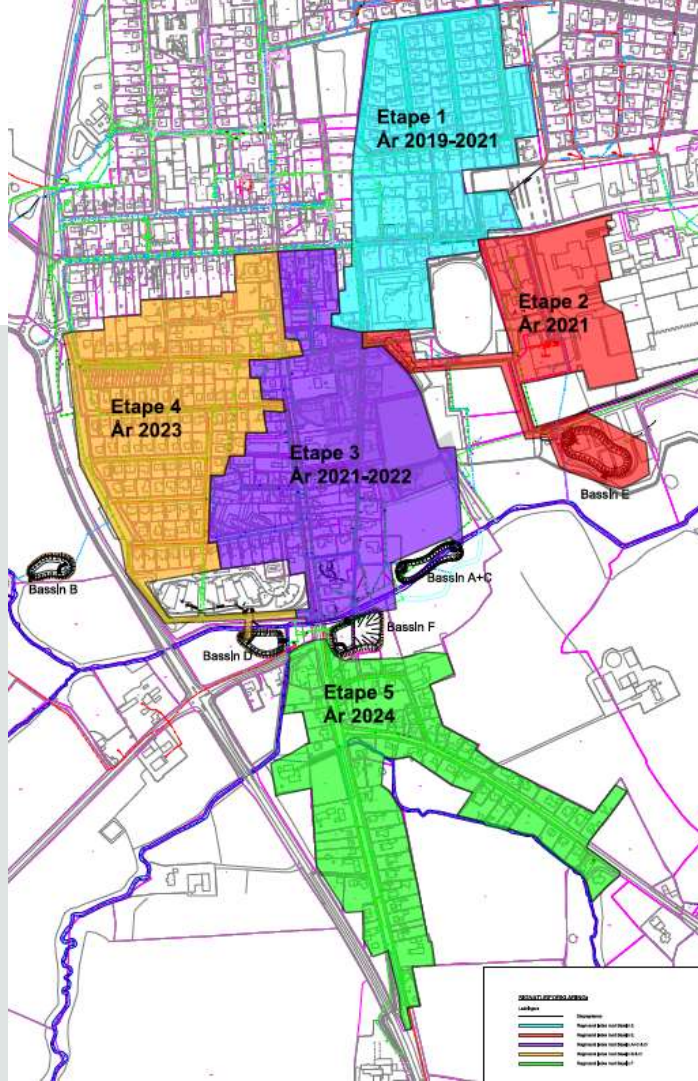 Etape 1
År 2019-2021
Etape 2
År 2021
Etape 4
År 2023
Etape 3
År 2021-2022
Bassin E
Bassin B
Bassin A+C
Bassin F
Bassin D
Etape 5
År 2024
SIGNATURFORKLARING: